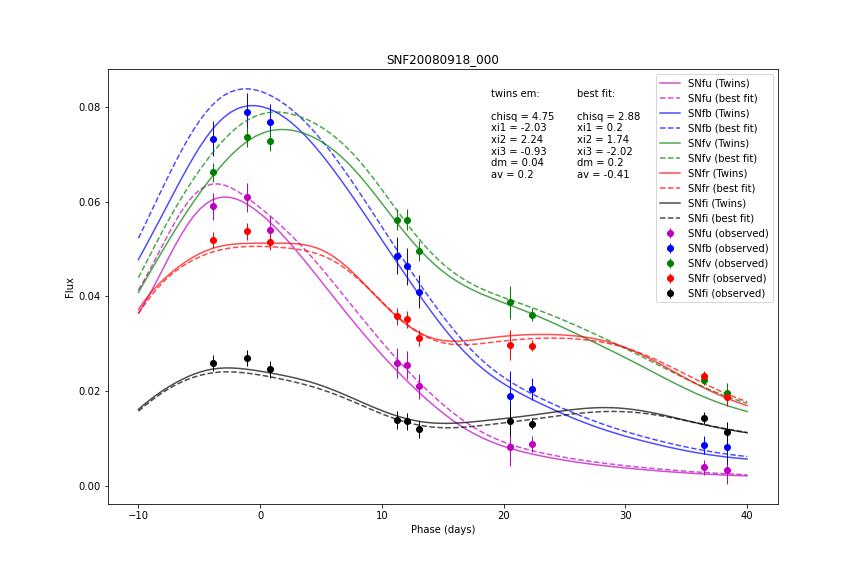 SNF20080918_000
twins em:
chisq = 4.75
xi1 = -2.03
xi2 = 2.24
xi3 = -0.93
dm = 0.04
av = 0.2
best fit:
chisq = 2.88
xi1 = 0.2
xi2 = 1.74
xi3 = -2.02
dm = 0.2
av = -0.41
SNfu (Twins)
SNfu (best fit)
SNfb (Twins)
SNfb (best fit)
SNfv (Twins)
SNfv (best fit)
SNfr (Twins)
SNfr (best fit)
SNfi (Twins)
SNfi (best fit)
SNfu (observed)
SNfb (observed)
SNfv (observed)
SNfr (observed)
SNfi (observed)
Flux
0.08
0.06
0.04
0.02
0.00
−10
0
10
20
30
40
Phase (days)